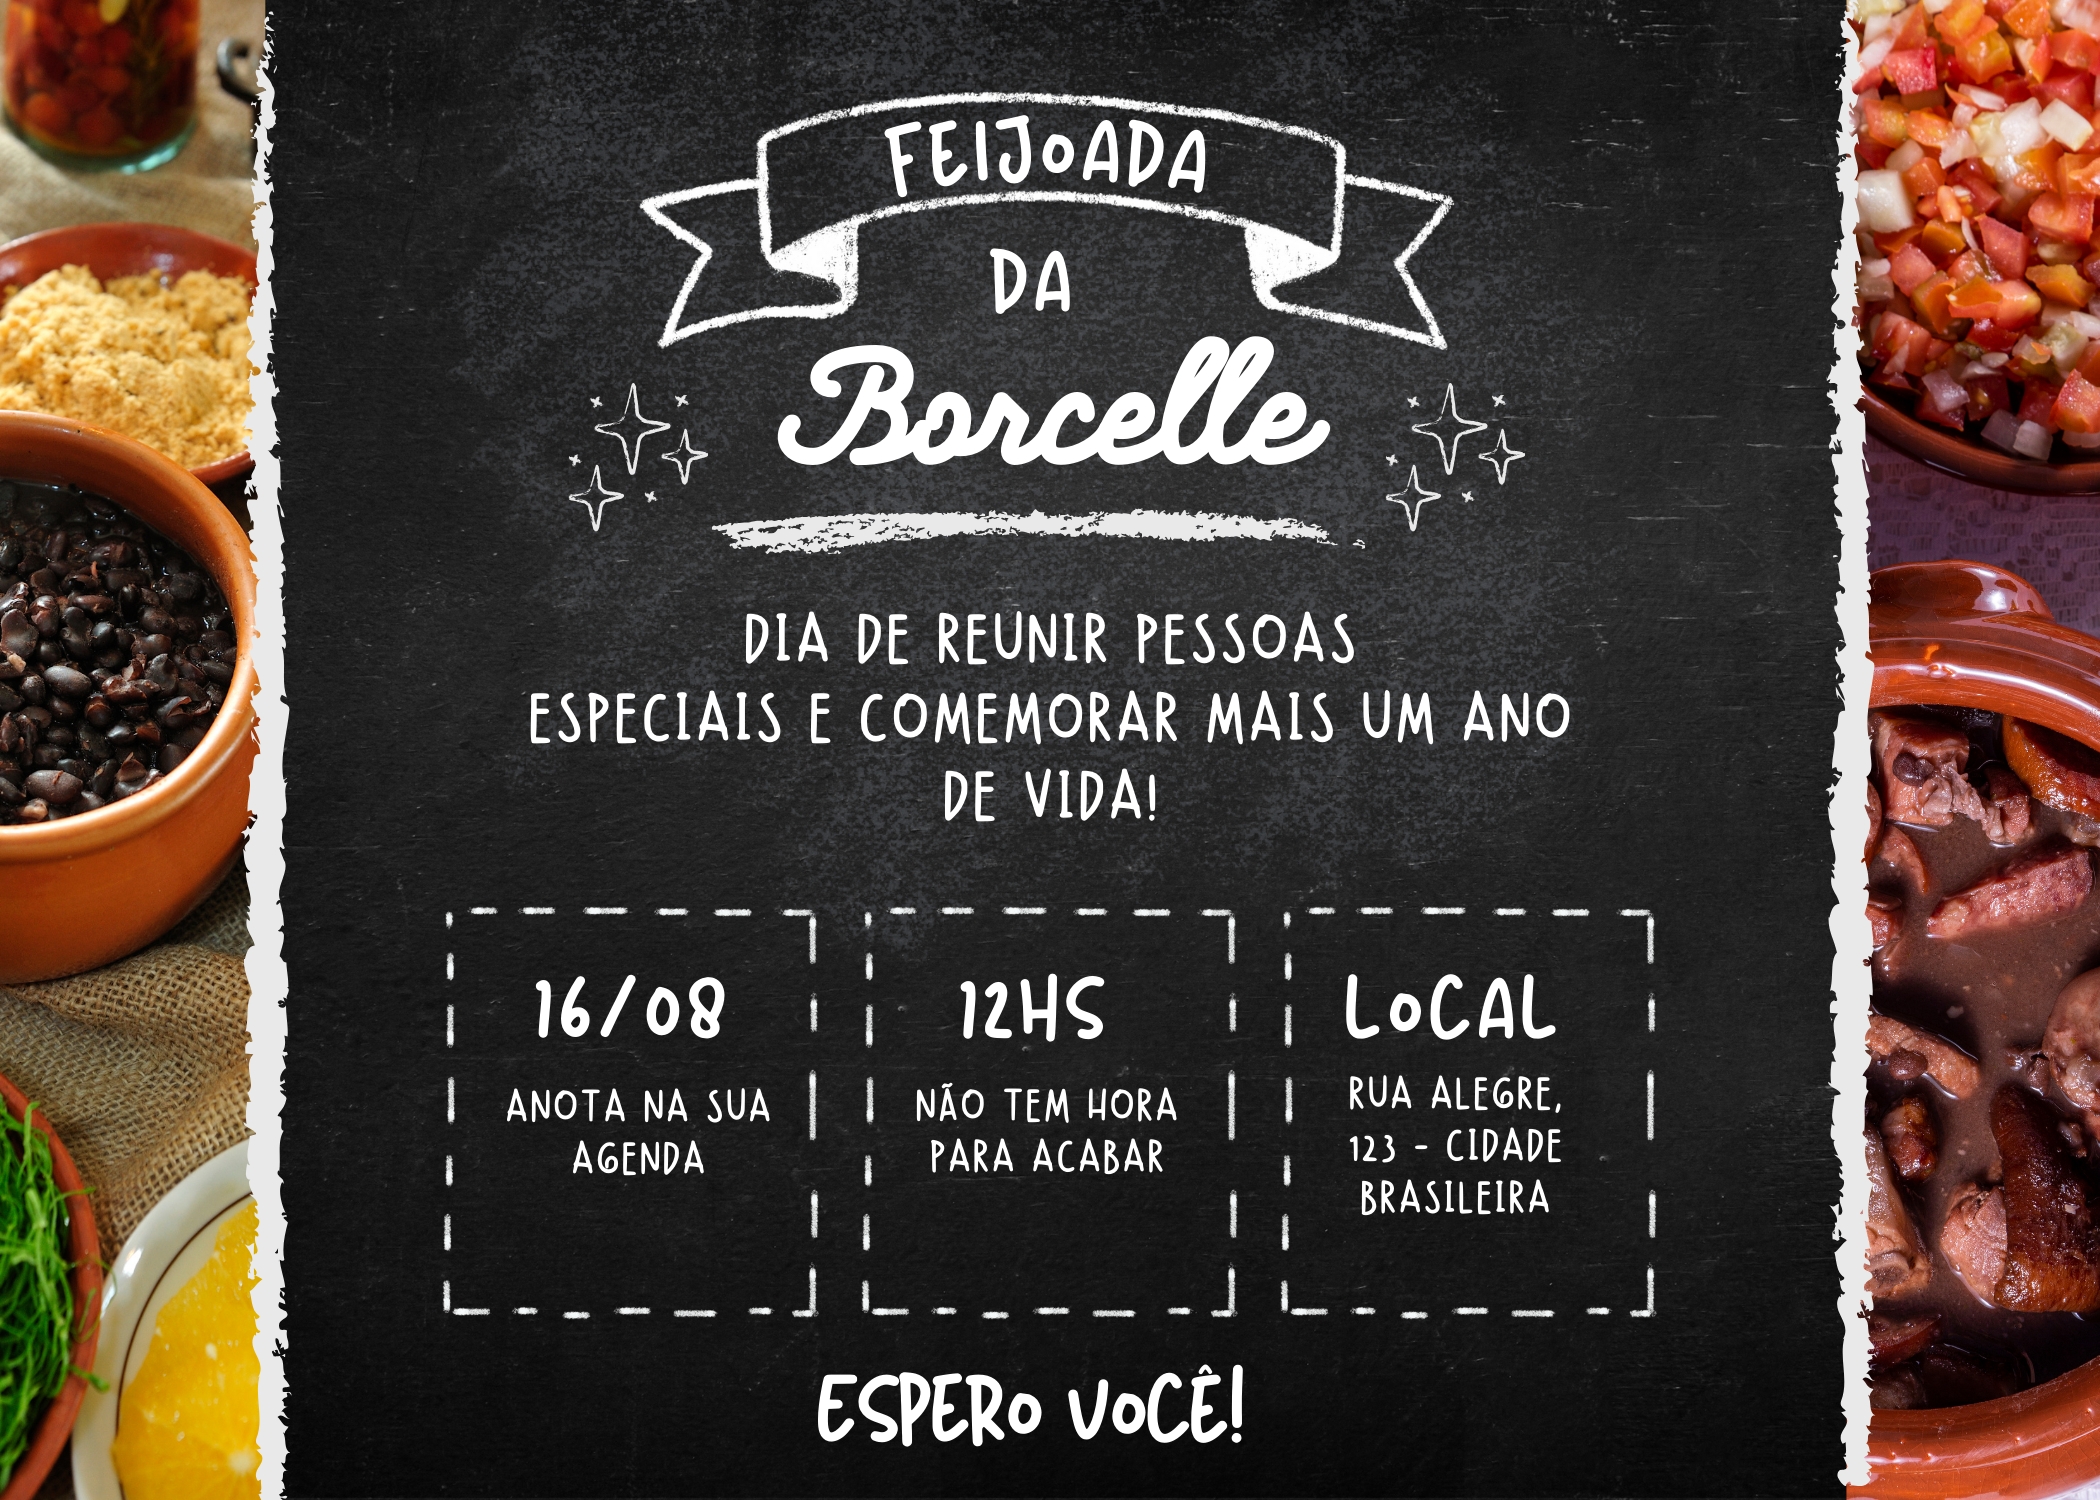 FEIJOADA
DA
Borcelle
DIA DE REUNIR PESSOAS
ESPECIAIS E COMEMORAR MAIS UM ANO
DE VIDA!
16/08
ANOTA NA SUA
AGENDA
12HS
NÃO TEM HORA
PARA ACABAR
LOCAL
RUA ALEGRE,
123 - CIDADE
BRASILEIRA
ESPERO VOCÊ!